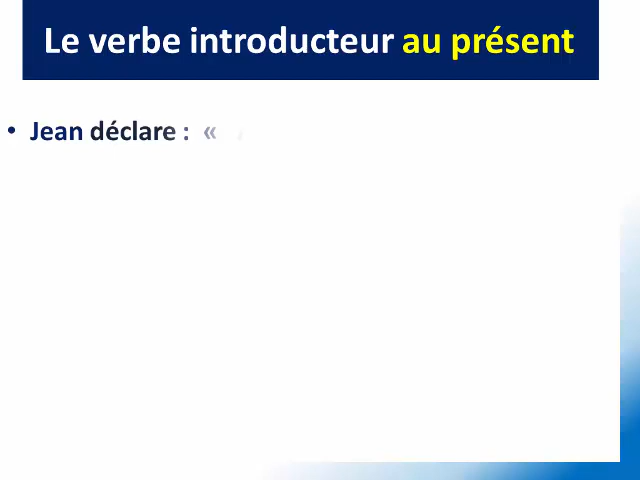 Le verbe introducteur au présent
• Jean déclare : «